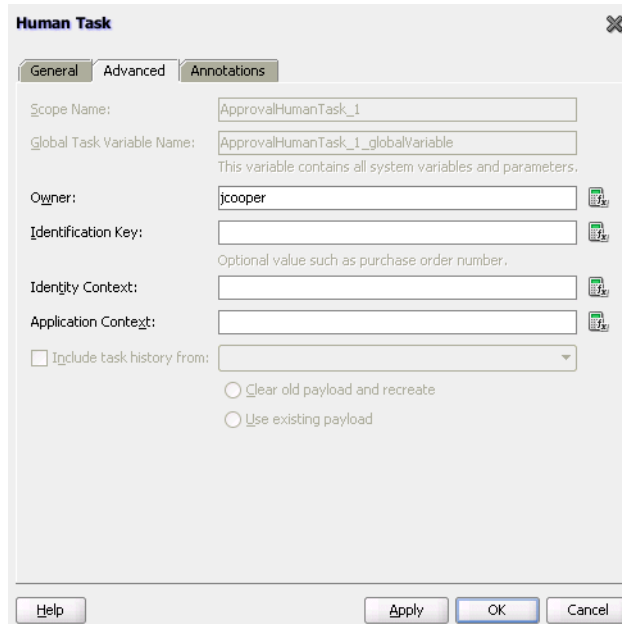 Human Task
General Advanced Annotations
Scope Name: ApprovalHumanTask_1
Global Task Variable Name: ApprovalHumanTask_1_globalVariable
This variable contains all system variables and parameters.
Owner: jcooper
Identification Key:
Optional value such as purchase order number.
Identity Context:
Application Context:
Include task history from:
Clear old payload and recreate
Use existing payload
Help Apply OK Cancel